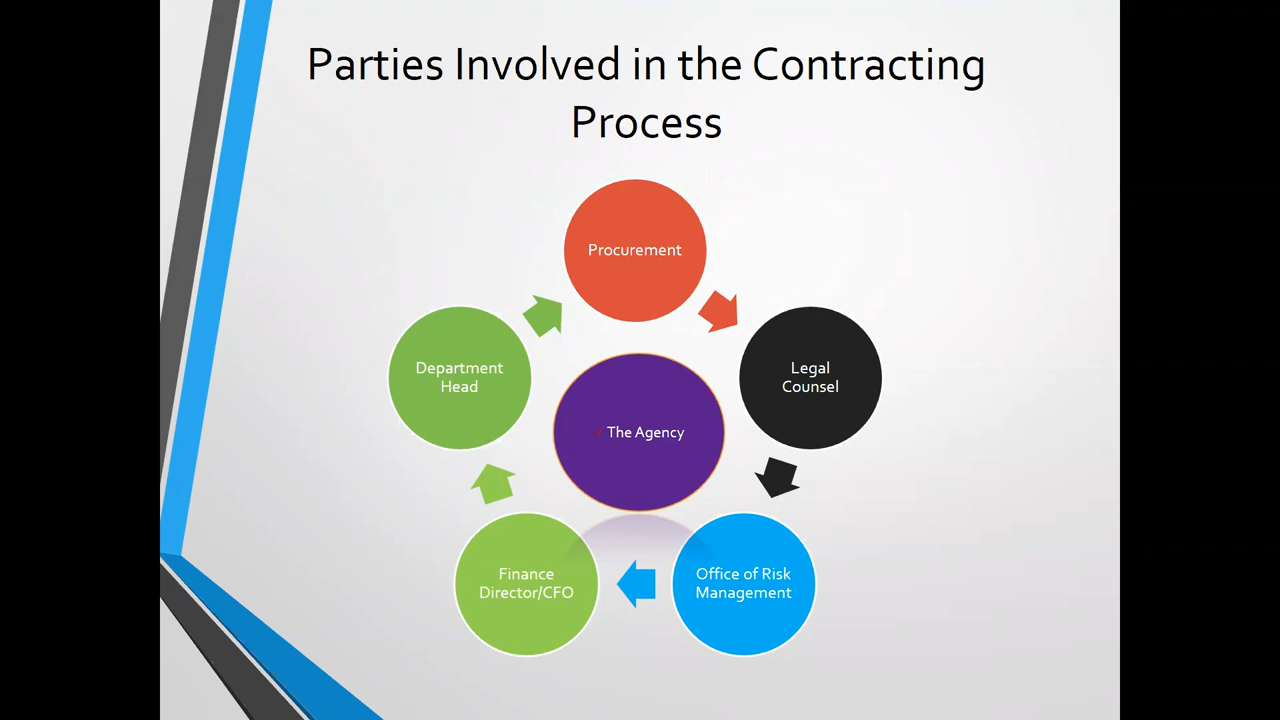 Parties Involved in the Contracting
Process
Procurement
Legal
Counsel
Office of Risk
Management
Finance
Director/CFO
Department
Head
✓ The Agency